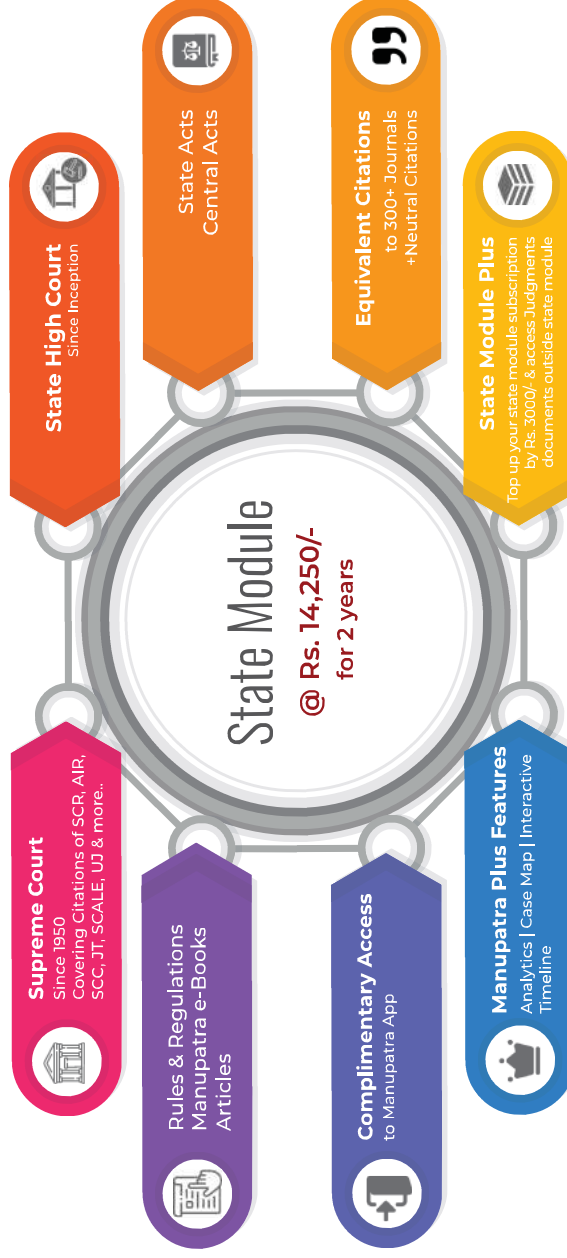 State Module
@ Rs. 14,250/-
for 2 years
Supreme Court
Since 1950
Covering Citations of SCR, AIR,
SCC, JT, SCALE, UJ & more..
Rules & Regulations
Manupatra e-Books
Articles
Complimentary Access
to Manupatra App
Manupatra Plus Features
Analytics | Case Map | Interactive
Timeline
State High Court
Since Inception
State Acts
Central Acts
Equivalent Citations
to 300+ Journals
+Neutral Citations
State Module Plus
Top up your state module subscription
by Rs. 3000/- & access Judgments
documents outside state module